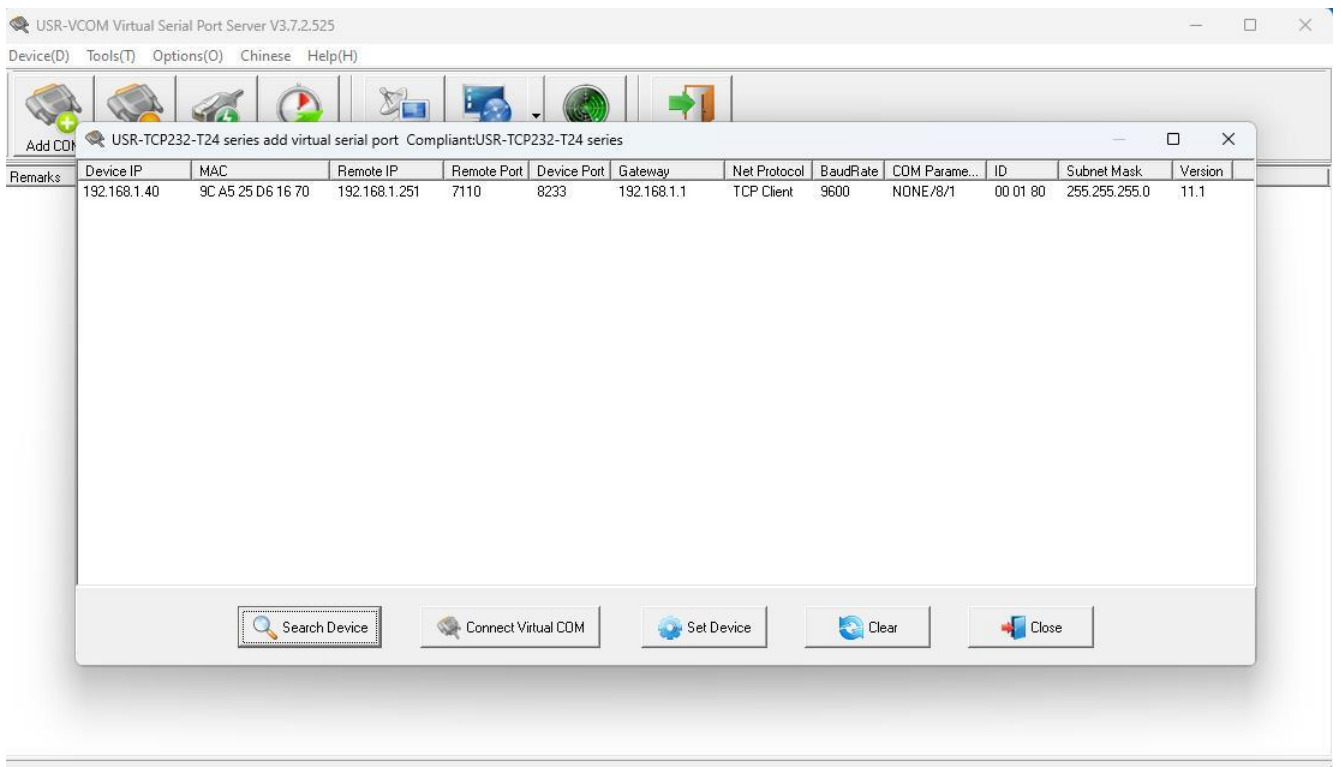 USR-VCOM Virtual Serial Port Server V3.7.2.525
Device(D) Tools(T) Options(O) Chinese Help(H)
Add COM
USR-TCP232-T24 series add virtual serial port Compliant:USR-TCP232-T24 series
Remarks
Device IP MAC Remote IP Remote Port Device Port Gateway Net Protocol BaudRate COM Parame... ID Subnet Mask Version
192.168.1.40 9C A5 25 D6 16 70 192.168.1.251 7110 8233 192.168.1.1 TCP Client 9600 NONE/8/1 00 01 80 255.255.255.0 11.1
Search Device Connect Virtual COM Set Device Clear Close